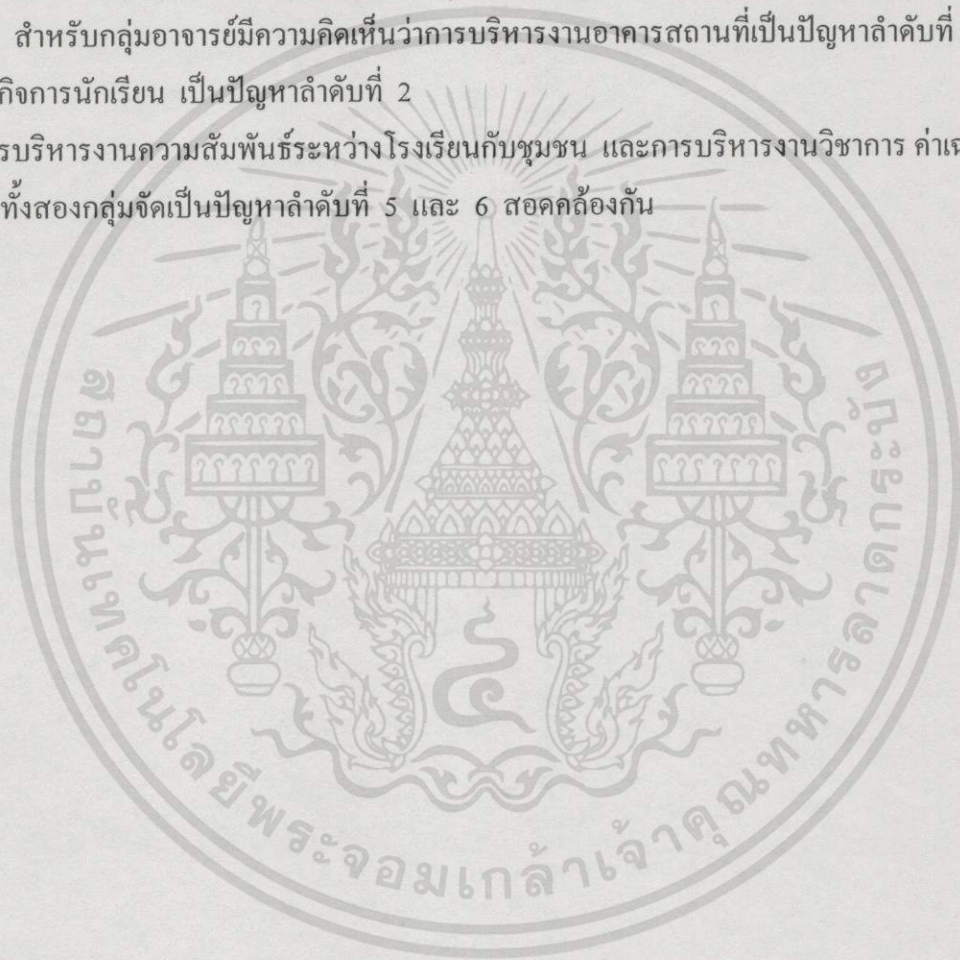 สำหรับกลุ่มอาจารย์มีความคิดเห็นว่าการบริหารงานอาคารสถานที่เป็นปัญหาลำดับที่
กิจการนักเรียน เป็นปัญหาลำดับที่ 2
รบริหารงานความสัมพันธ์ระหว่างโรงเรียนกับชุมชน และการบริหารงานวิชาการ ค่าเฉ
ทั้งสองกลุ่มจัดเป็นปัญหาลำดับที่ 5 และ 6 สอดคล้องกัน
สถาบันเทคโนโลยีพระจอมเกล้าเจ้าคุณทหารลาดกระบัง